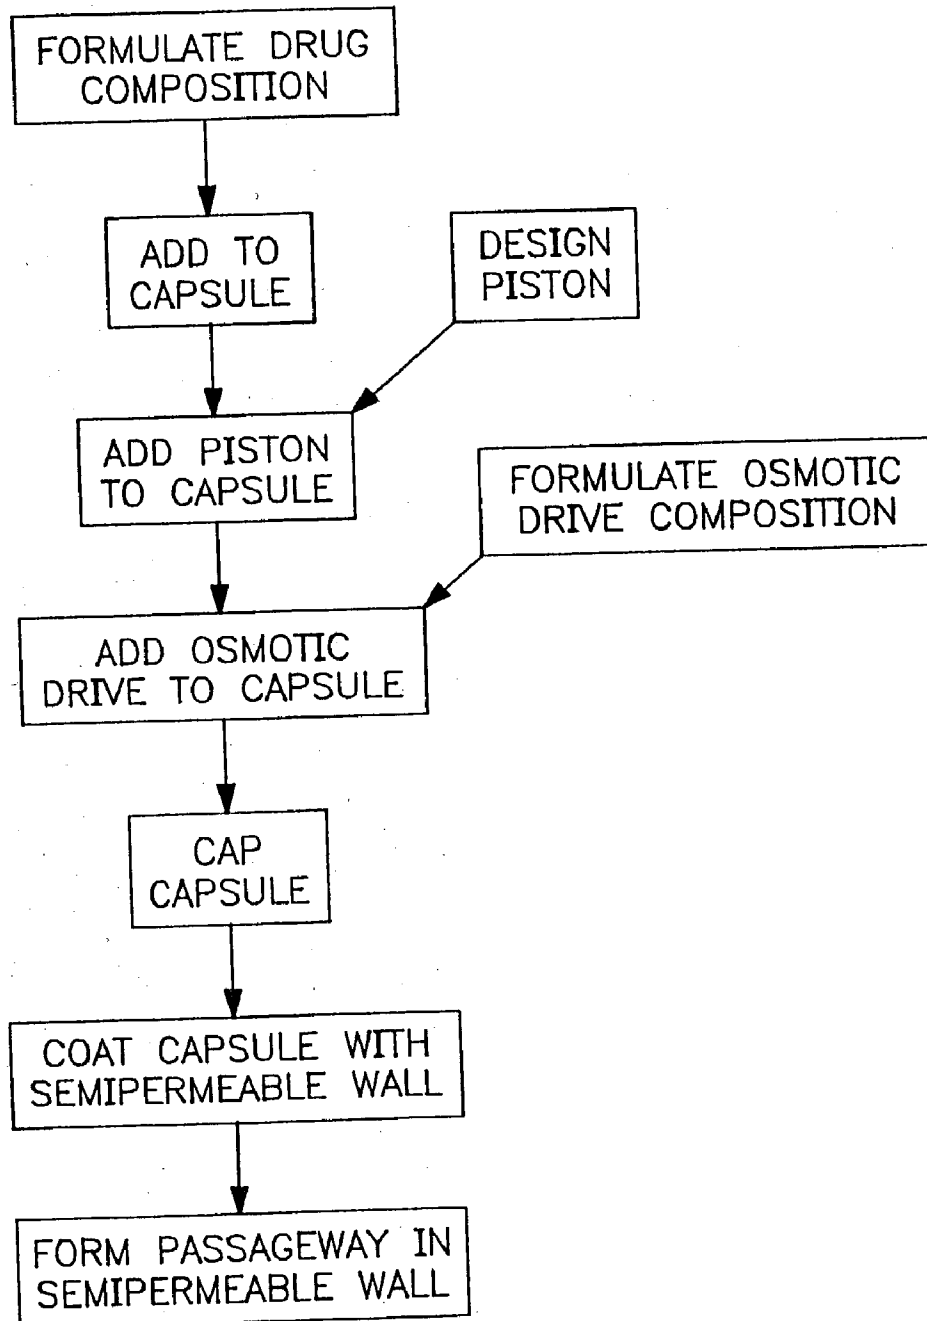 FORMULATE DRUG
COMPOSITION
ADD TO
CAPSULE
DESIGN
PISTON
ADD PISTON
TO CAPSULE
FORMULATE OSMOTIC
DRIVE COMPOSITION
ADD OSMOTIC
DRIVE TO CAPSULE
CAP
CAPSULE
COAT CAPSULE WITH
SEMIPERMEABLE WALL
FORM PASSAGEWAY IN
SEMIPERMEABLE WALL